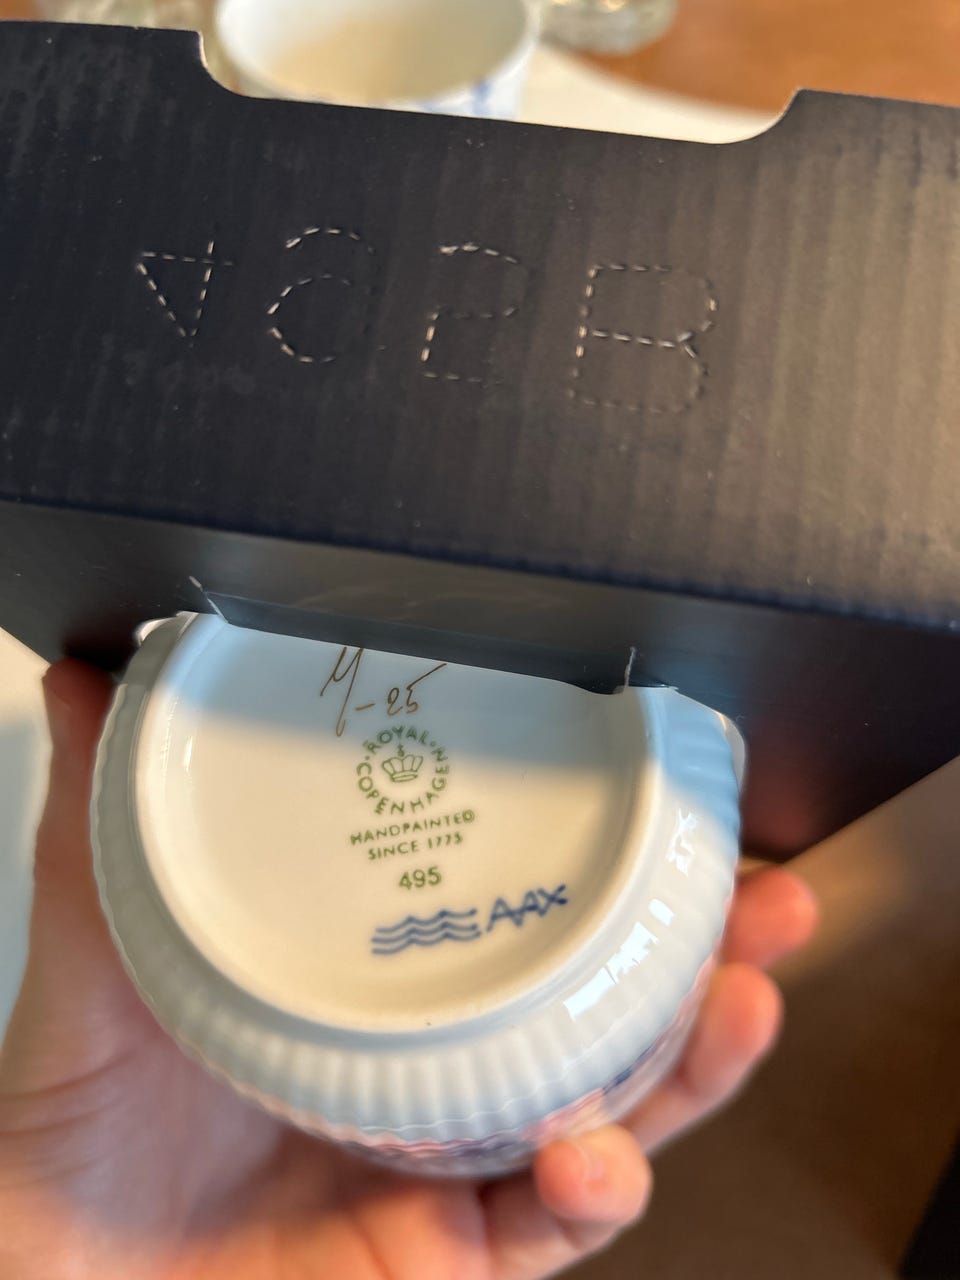 ROYAL COPENHAGEN
HANDPAINTED
SINCE 1775
495
AAX